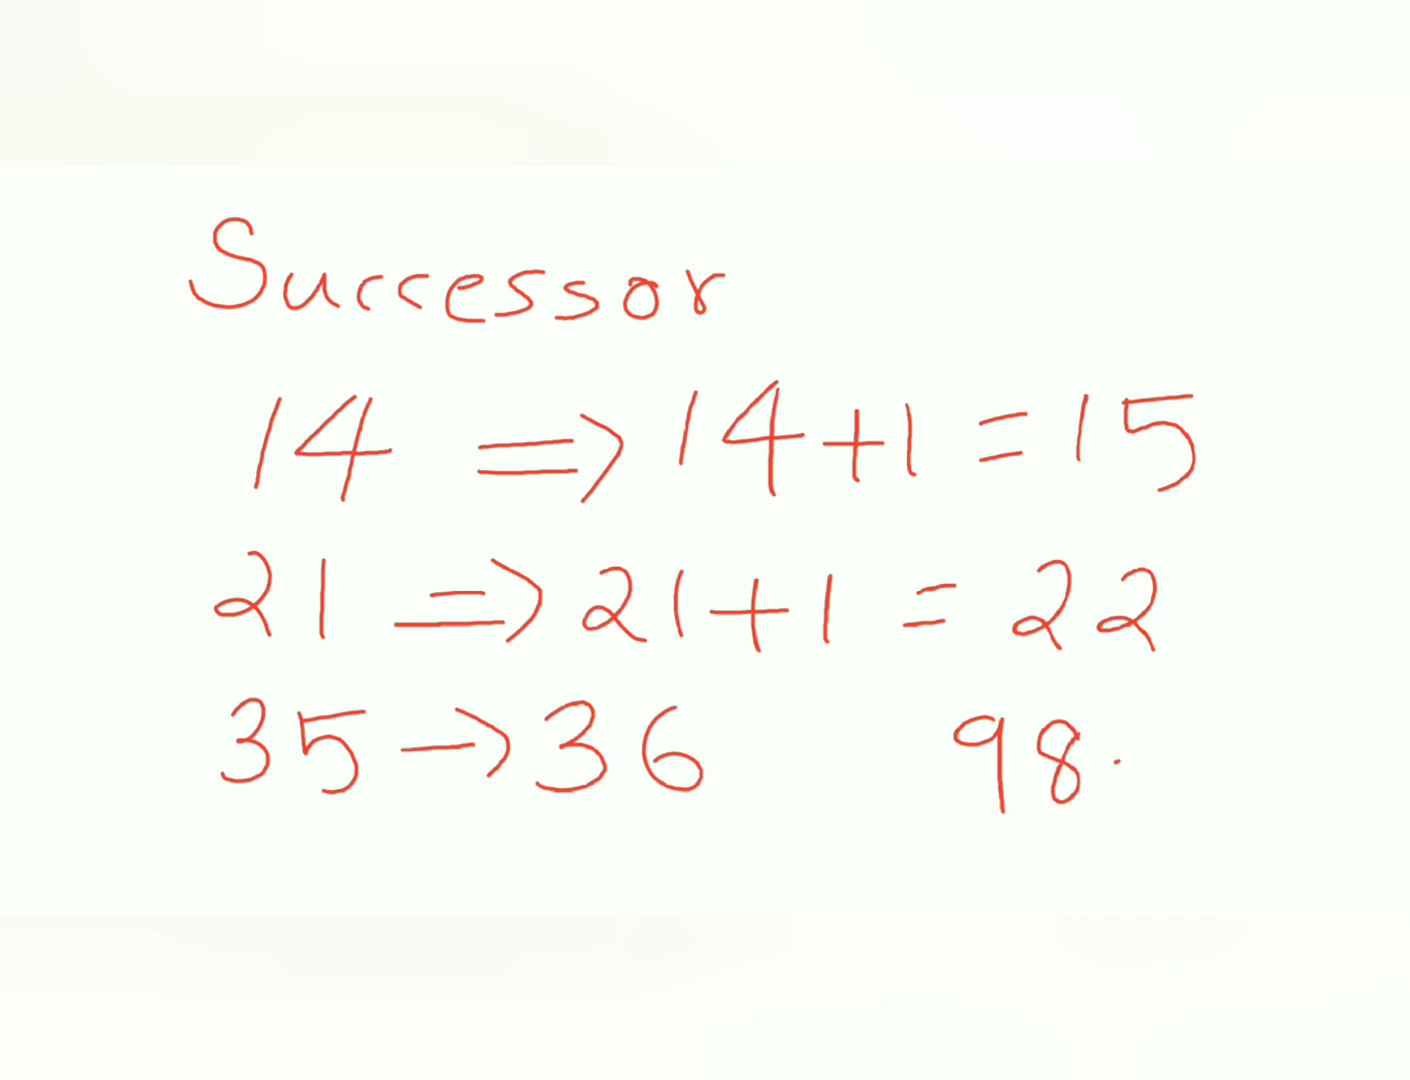 Successor
14 ⇒ 14+1 = 15
21 ⇒ 21+1 = 22
35 → 36 98.